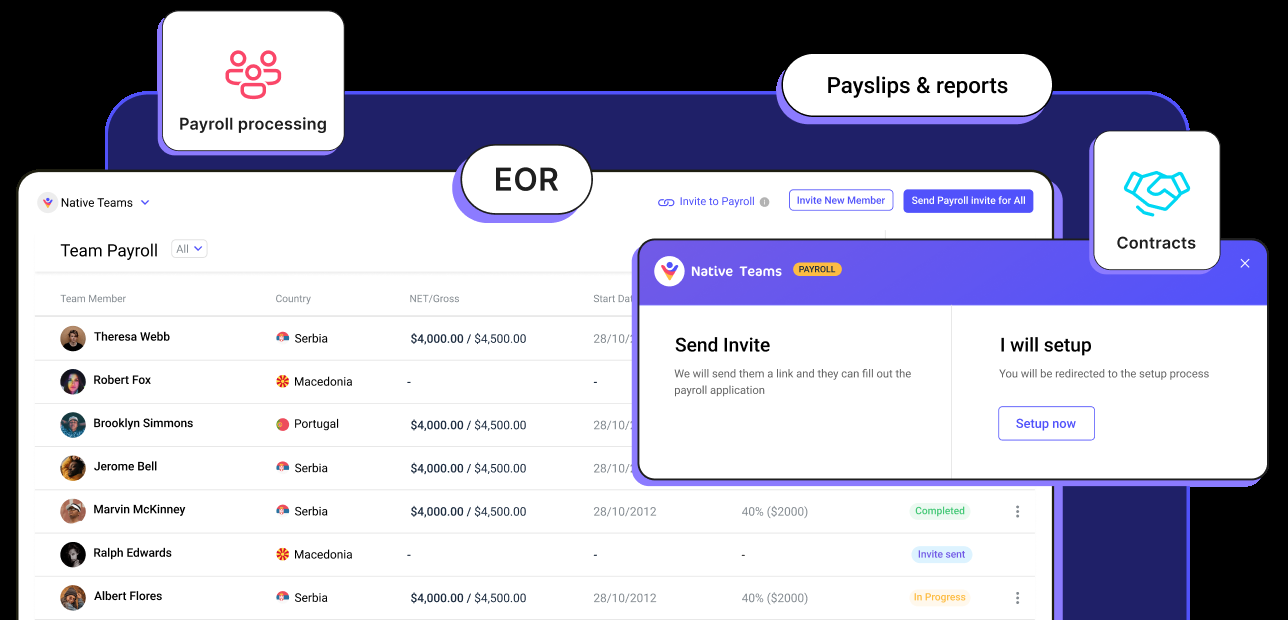 Payroll processing
Payslips & reports
EOR
Contracts
Native Teams
Invite to Payroll
Invite New Member
Send Payroll invite for All
Team Payroll
All
Team Member
Country
NET/Gross
Start
Theresa Webb
Serbia
$4,000.00 / $4,500.00
28/10/
Robert Fox
Macedonia
-
-
Brooklyn Simmons
Portugal
$4,000.00 / $4,500.00
28/10/
Jerome Bell
Serbia
$4,000.00 / $4,500.00
28/10/
Marvin McKinney
Serbia
$4,000.00 / $4,500.00
28/10/2012
40% ($2000)
Completed
Ralph Edwards
Macedonia
-
-
-
Invite sent
Albert Flores
Serbia
$4,000.00 / $4,500.00
28/10/2012
40% ($2000)
In Progress
Native Teams
PAYROLL
Send Invite
We will send them a link and they can fill out the
payroll application
I will setup
You will be redirected to the setup process
Setup now